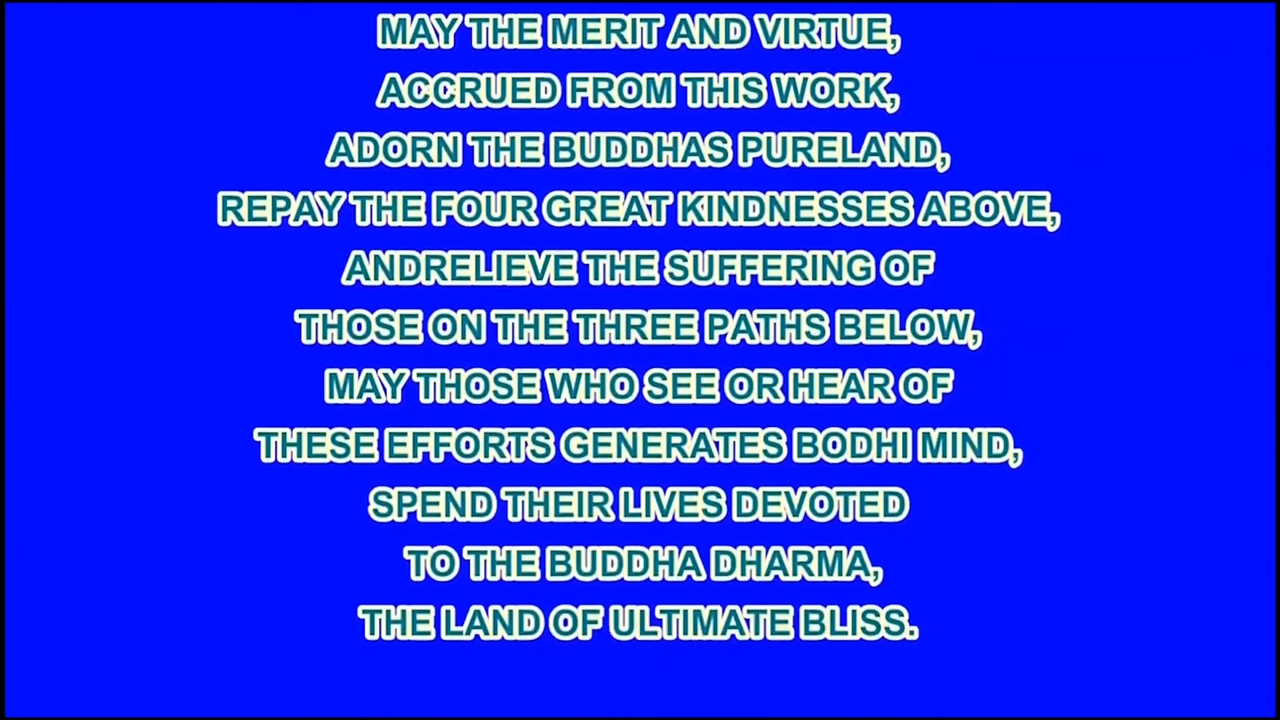 MAY THE MERIT AND VIRTUE,
ACCRUED FROM THIS WORK,
ADORN THE BUDDHAS PURELAND,
REPAY THE FOUR GREAT KINDNESSES ABOVE,
ANDRELIEVE THE SUFFERING OF
THOSE ON THE THREE PATHS BELOW,
MAY THOSE WHO SEE OR HEAR OF
THESE EFFORTS GENERATES BODHI MIND,
SPEND THEIR LIVES DEVOTED
TO THE BUDDHA DHARMA,
THE LAND OF ULTIMATE BLISS.